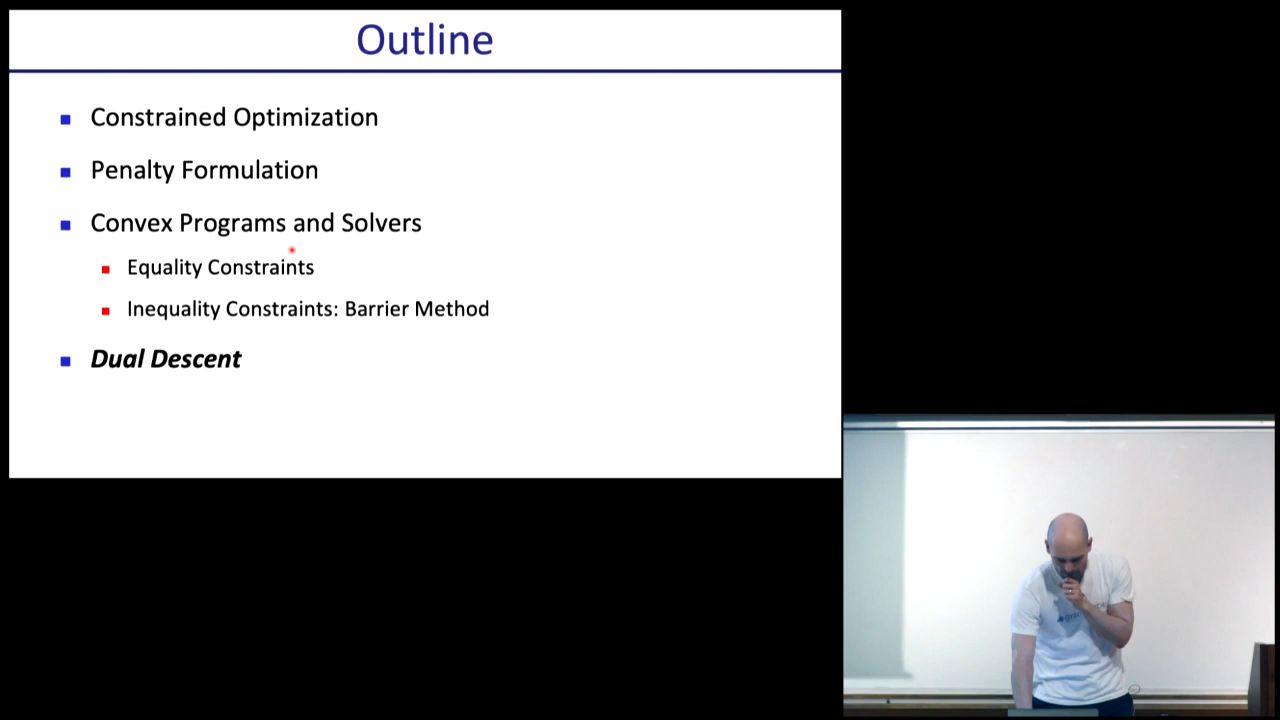 Outline
Constrained Optimization
Penalty Formulation
Convex Programs and Solvers
Equality Constraints
Inequality Constraints: Barrier Method
Dual Descent